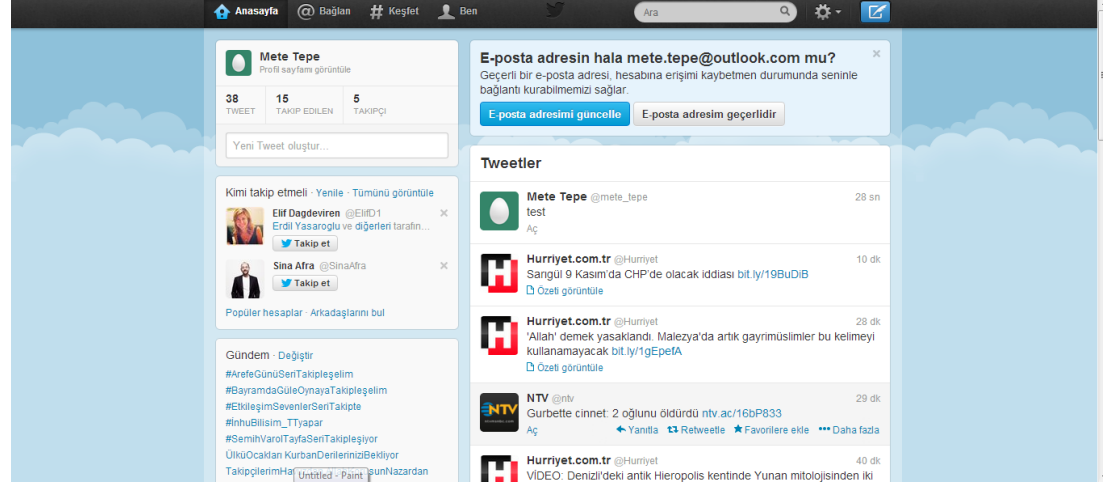 Anasayfa @ Bağlan # Keşfet Ben Ara
Mete Tepe
Profil sayfamı görüntüle
38 15 5
TWEET TAKIP EDILEN TAKIPÇI
Yeni Tweet oluştur...
Kimi takip etmeli · Yenile · Tümünü görüntüle
Elif Dagdeviren @ElifD1 ×
Erdil Yasaroglu ve diğerleri tarafın...
Takip et
Sina Afra @SinaAfra ×
Takip et
Popüler hesaplar · Arkadaşlarını bul
Gündem · Değiştir
#ArefeGünüSeriTakipleşelim
#BayramdaGüleOynayaTakipleşelim
#EtkileşimSevenlerSeriTakipte
#InhuBilisim_TTyapar
#SemihVarolTayfaSeriTakipleşiyor
ÜlküOcakları KurbanDerilerinizBekliyor
Untitled - Paint
E-posta adresin hala mete.tepe@outlook.com mu? ×
Geçerli bir e-posta adresi, hesabına erişimi kaybetmen durumunda seninle
bağlantı kurabilmemizi sağlar.
E-posta adresimi güncelle E-posta adresim geçerlidir
Tweetler
Mete Tepe @mete_tepe 28 sn
test
Aç
Hurriyet.com.tr @Hurriyet 10 dk
Sarıgül 9 Kasım'da CHP'de olacak iddiası bit.ly/19BuDiB
Özeti görüntüle
Hurriyet.com.tr @Hurriyet 28 dk
'Allah' demek yasaklandı. Malezya'da artık gayrimüslimler bu kelimeyi
kullanamayacak bit.ly/1gEpefA
Özeti görüntüle
NTV @ntv 29 dk
Gurbette cinnet: 2 oğlunu öldürdü ntv.ac/16bP833
Aç Yanıtla Retweetle Favorilere ekle ••• Daha fazla
Hurriyet.com.tr @Hurriyet 40 dk
VİDEO: Denizli'deki antik Hieropolis kentinde Yunan mitolojisinden iki